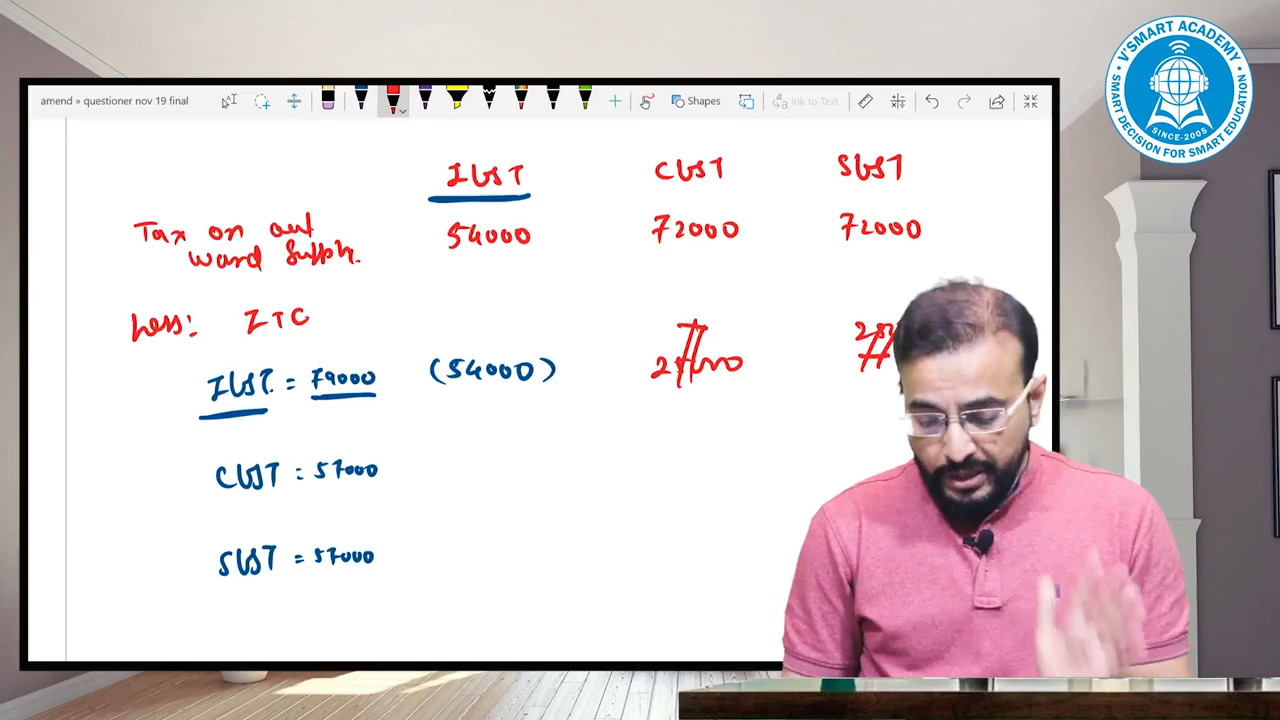 V'SMART ACADEMY
SMART DECISION FOR SMART EDUCATION
SINCE-2005
amend » questioner nov 19 final
Shapes
Ink to Text
IGST CGST SGST
Tax on out 54000 72000 72000
ward supply.
Less: ITC
IGST = 79000 (54000)
CGST = 57000
SGST = 57000